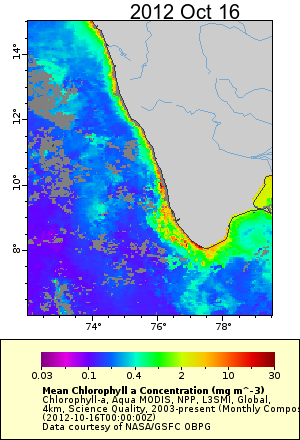 2012 Oct 16
14°
12°
10°
8°
74°
76°
78°
0.03
0.1
0.4
3
10
30
Mean Chlorophyll a Concentration (mg m^-3)
Chlorophyll-a, Aqua MODIS, NPP, L3SMI, Global,
4km, Science Quality, 2003-present (Monthly Compos
(2012-10-16T00:00:00Z)
Data courtesy of NASA/GSFC OBPG